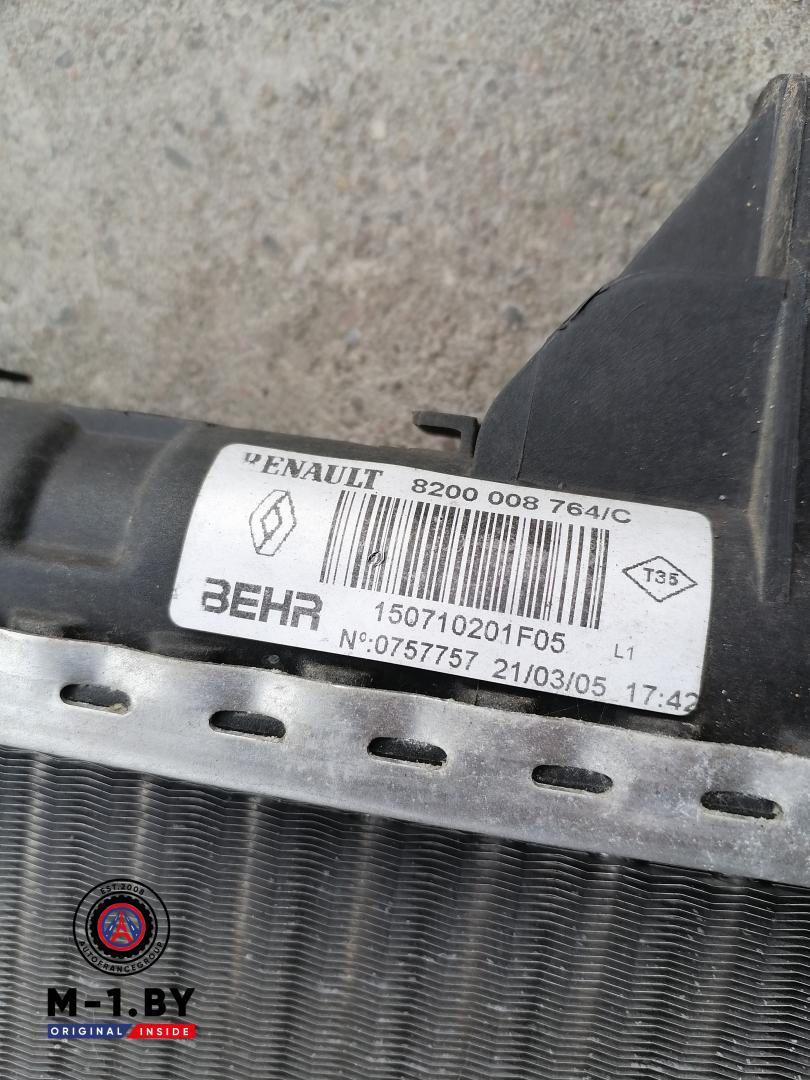 RENAULT 8200 008 764/C
T35
BEHR 150710201F05 L1
N°:0757757 21/03/05 17:42
EST.2008
AUTOFRANCEGROUP
M-1.BY
ORIGINAL INSIDE